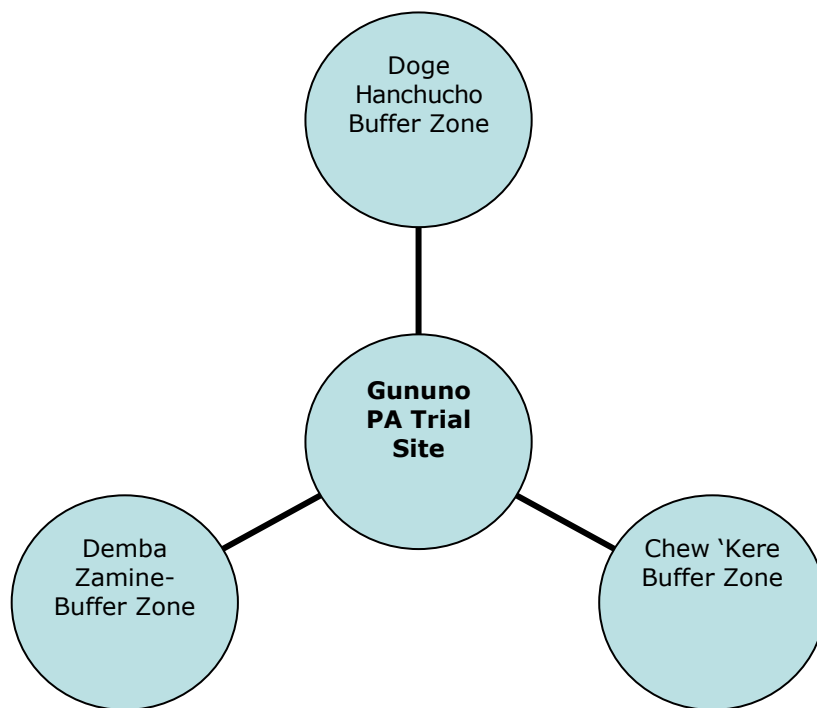 Doge
Hanchucho
Buffer Zone
Gununo
PA Trial
Site
Demba
Zamine-
Buffer Zone
Chew ‘Kere
Buffer Zone